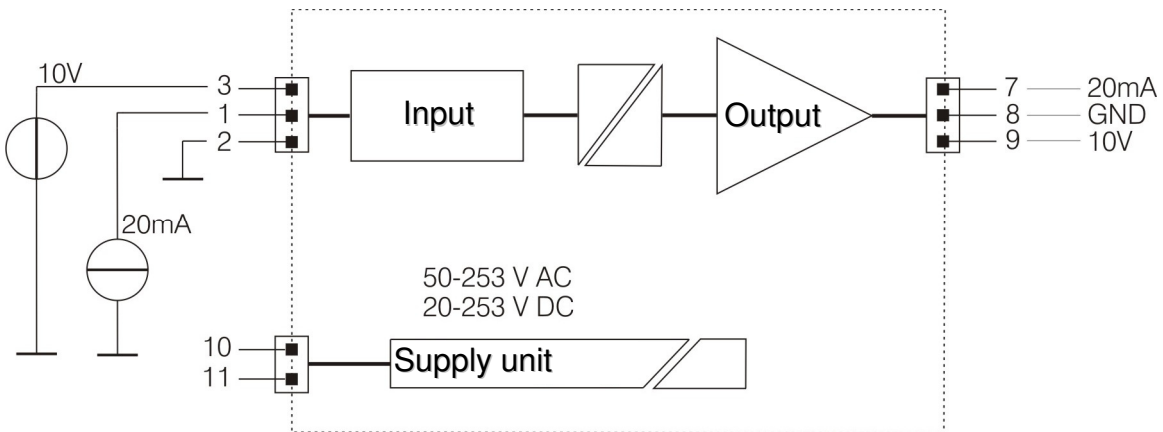 10V
3
1
2
20mA
Input
Output
7 20mA
8 GND
9 10V
50-253 V AC
20-253 V DC
10
11
Supply unit